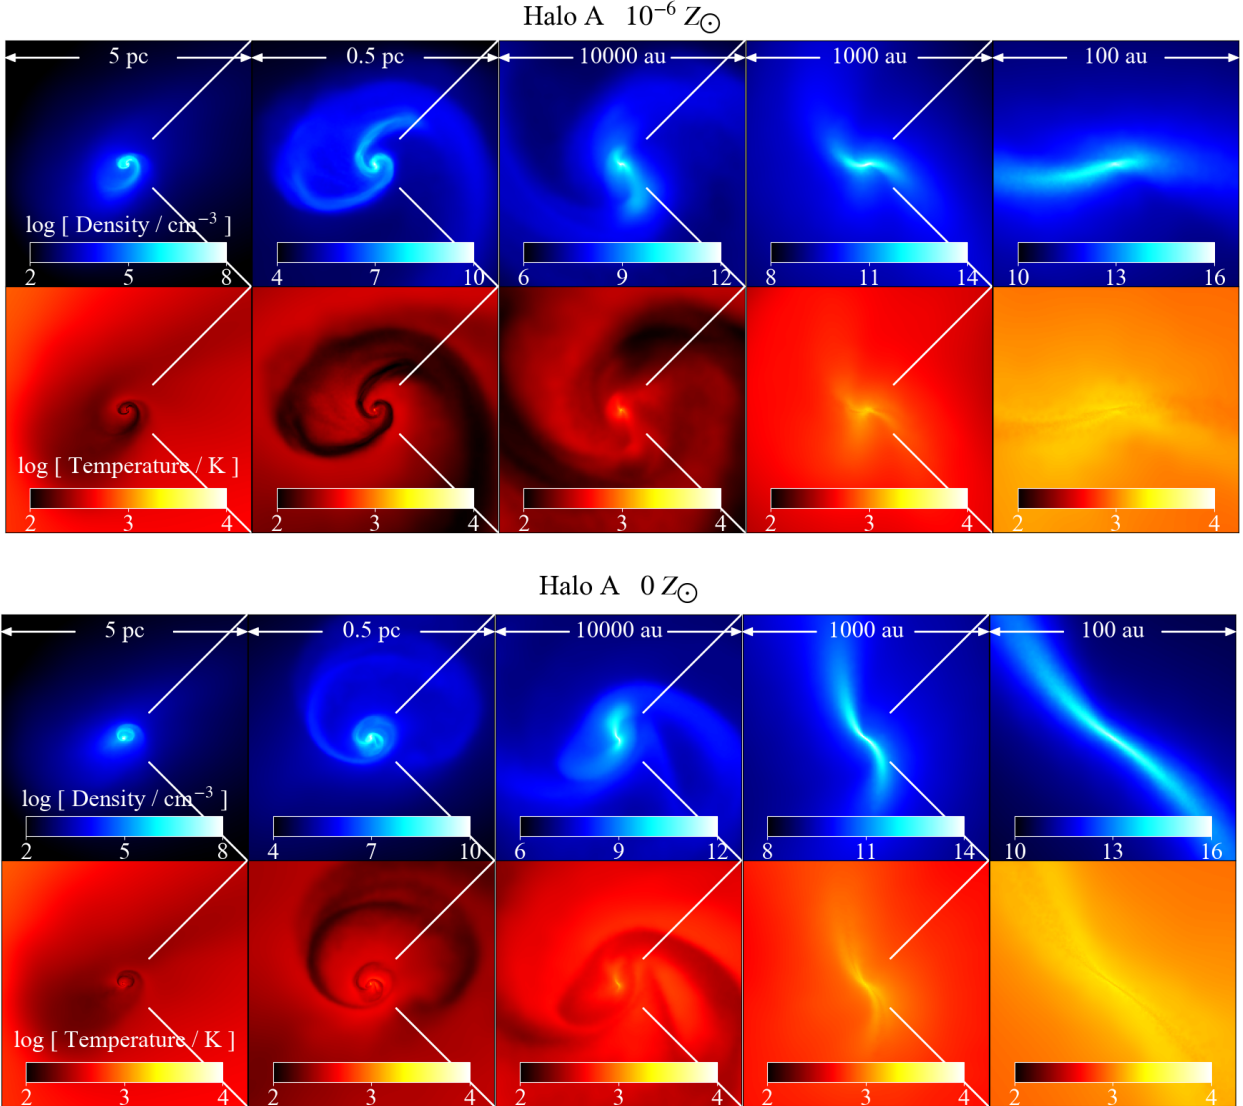 Halo A 10⁻⁶ Z☉
5 pc 0.5 pc 10000 au 1000 au 100 au
log [ Density / cm⁻³ ]
2 5 8 4 7 10 6 9 12 8 11 14 10 13 16
log [ Temperature / K ]
2 3 4 2 3 4 2 3 4 2 3 4 2 3 4
Halo A 0 Z☉
5 pc 0.5 pc 10000 au 1000 au 100 au
log [ Density / cm⁻³ ]
2 5 8 4 7 10 6 9 12 8 11 14 10 13 16
log [ Temperature / K ]
2 3 4 2 3 4 2 3 4 2 3 4 2 3 4